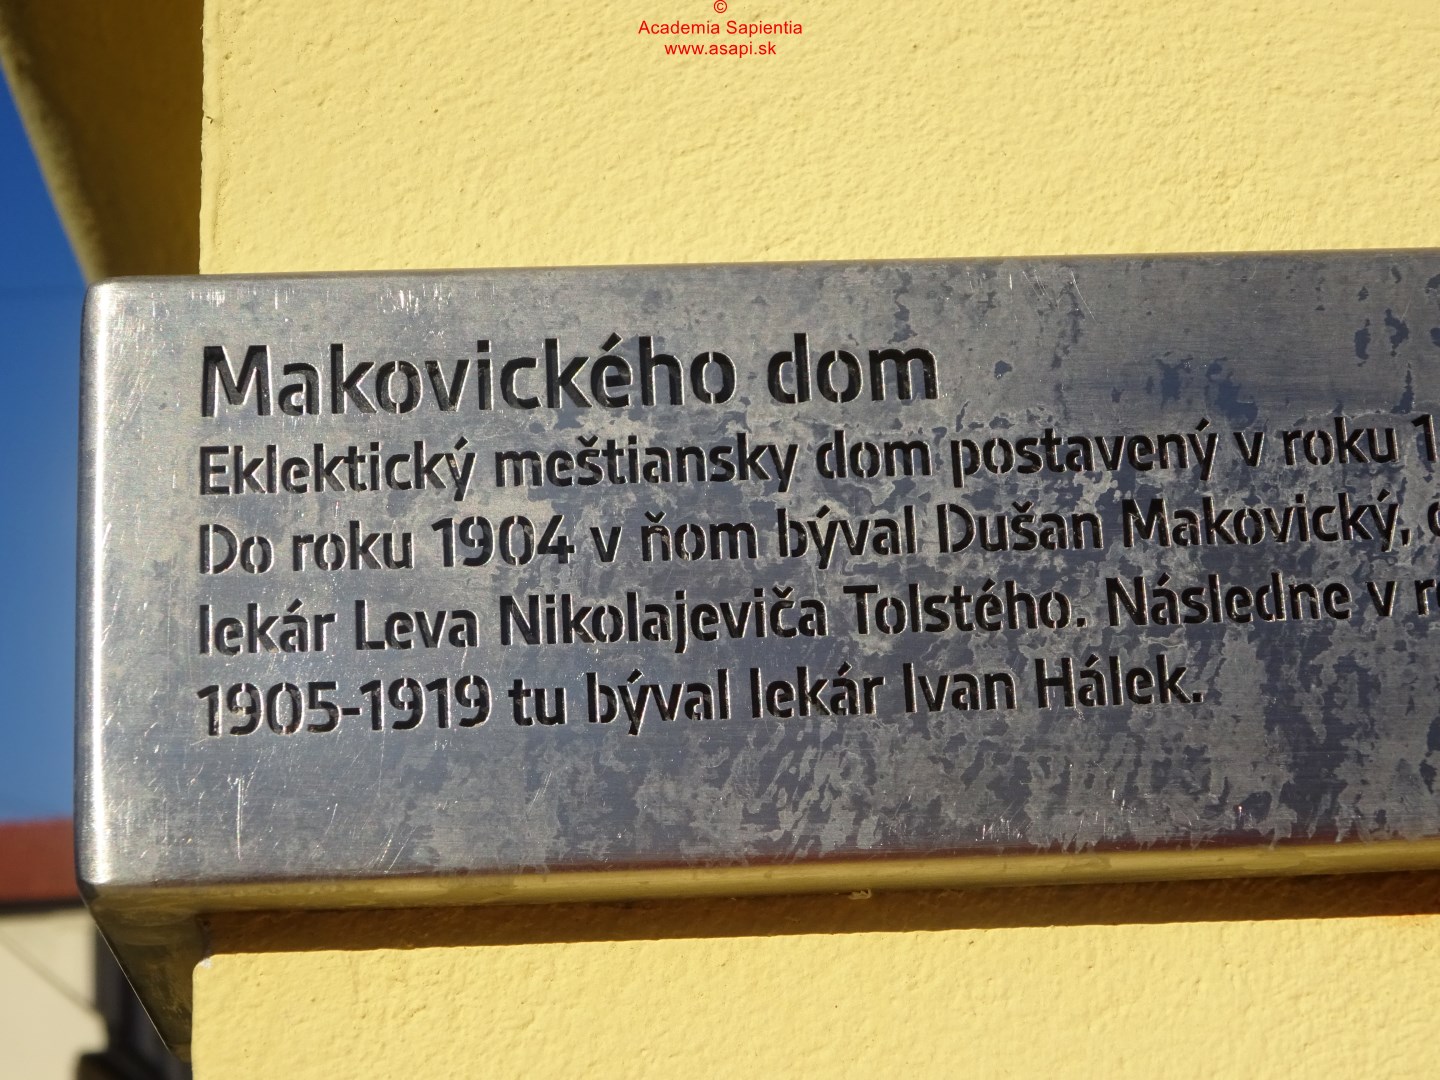 ©
Academia Sapientia
www.asapi.sk
Makovického dom
Eklektický meštiansky dom postavený v roku
Do roku 1904 v ňom býval Dušan Makovický,
lekár Leva Nikolajeviča Tolstého. Následne v
1905-1919 tu býval lekár Ivan Hálek.